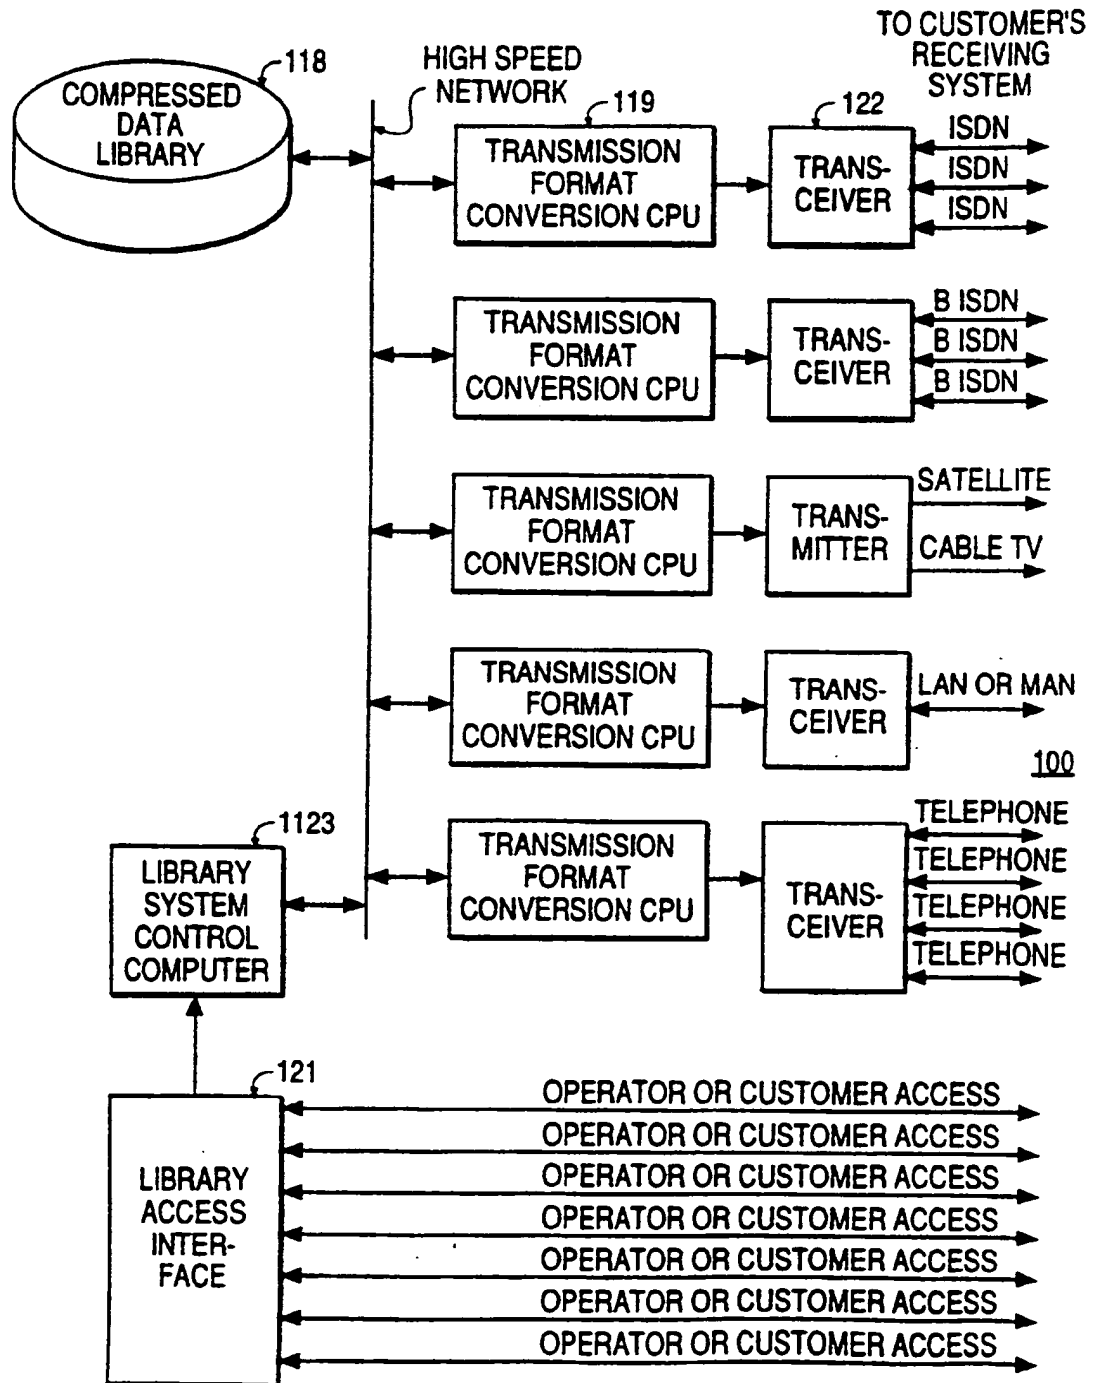 TO CUSTOMER'S
RECEIVING
SYSTEM
118
COMPRESSED
DATA
LIBRARY
HIGH SPEED
NETWORK
119
TRANSMISSION
FORMAT
CONVERSION CPU
122
TRANS-
CEIVER
ISDN
ISDN
ISDN
TRANSMISSION
FORMAT
CONVERSION CPU
TRANS-
CEIVER
B ISDN
B ISDN
B ISDN
TRANSMISSION
FORMAT
CONVERSION CPU
TRANS-
MITTER
SATELLITE
CABLE TV
TRANSMISSION
FORMAT
CONVERSION CPU
TRANS-
CEIVER
LAN OR MAN
100
1123
LIBRARY
SYSTEM
CONTROL
COMPUTER
TRANSMISSION
FORMAT
CONVERSION CPU
TRANS-
CEIVER
TELEPHONE
TELEPHONE
TELEPHONE
TELEPHONE
121
LIBRARY
ACCESS
INTER-
FACE
OPERATOR OR CUSTOMER ACCESS
OPERATOR OR CUSTOMER ACCESS
OPERATOR OR CUSTOMER ACCESS
OPERATOR OR CUSTOMER ACCESS
OPERATOR OR CUSTOMER ACCESS
OPERATOR OR CUSTOMER ACCESS
OPERATOR OR CUSTOMER ACCESS